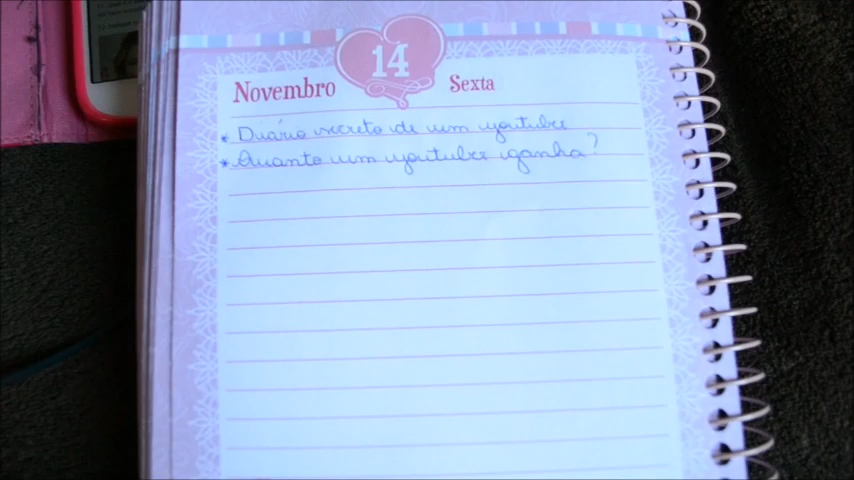 14
Novembro Sexta
* Diário secreto de um youtuber
* Quanto um youtuber ganha?